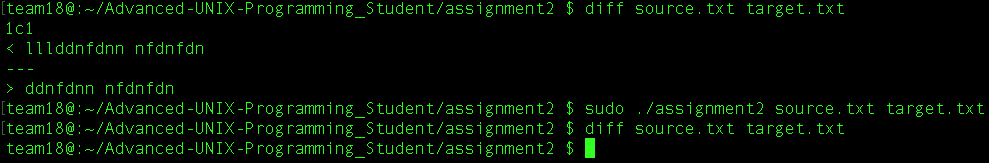 [team18@:~/Advanced-UNIX-Programming_Student/assignment2 $ diff source.txt target.txt
1c1
< lllddnfdnn nfdnfdn
---
> ddnfdnn nfdnfdn
[team18@:~/Advanced-UNIX-Programming_Student/assignment2 $ sudo ./assignment2 source.txt target.txt
[team18@:~/Advanced-UNIX-Programming_Student/assignment2 $ diff source.txt target.txt
team18@:~/Advanced-UNIX-Programming_Student/assignment2 $